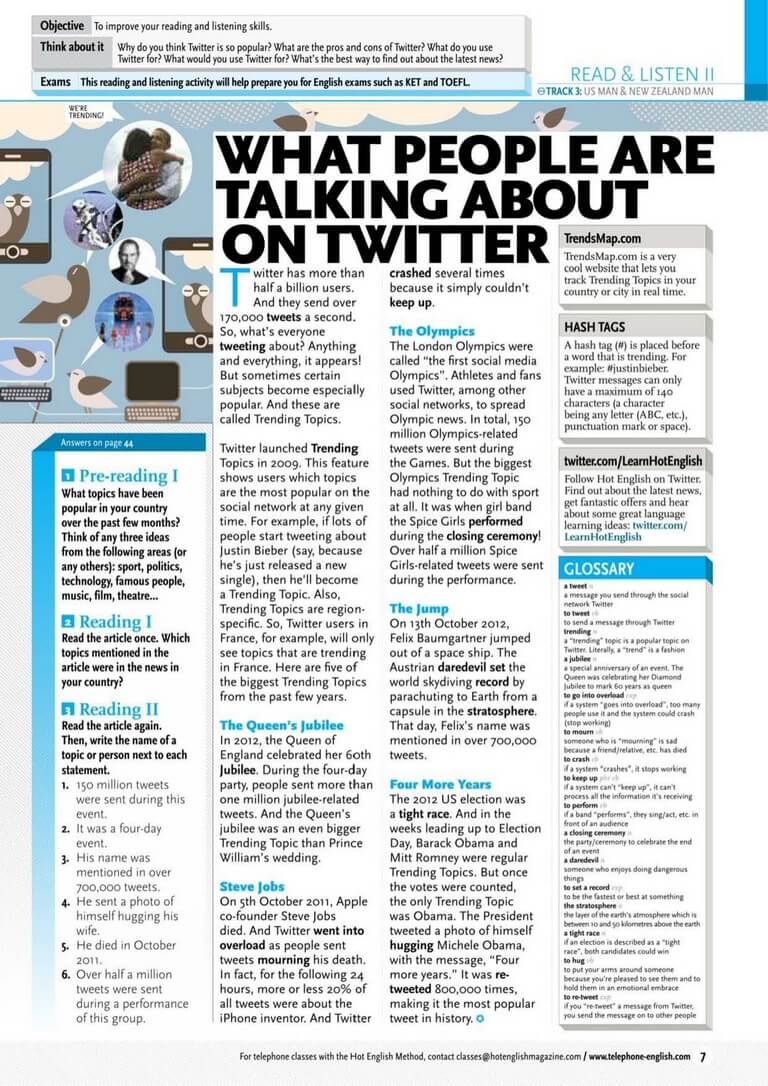 Objective To improve your reading and listening skills.
Think about it Why do you think Twitter is so popular? What are the pros and cons of Twitter? What do you use
Twitter for? What would you use Twitter for? What's the best way to find out about the latest news?
Exams This reading and listening activity will help prepare you for English exams such as KET and TOEFL.
READ & LISTEN II
TRACK 3: US MAN & NEW ZEALAND MAN
WE'RE
TRENDING!
WHAT PEOPLE ARE
TALKING ABOUT
ON TWITTER
Answers on page 44
1 Pre-reading I
What topics have been
popular in your country
over the past few months?
Think of any three ideas
from the following areas (or
any others): sport, politics,
technology, famous people,
music, film, theatre...
2 Reading I
Read the article once. Which
topics mentioned in the
article were in the news in
your country?
3 Reading II
Read the article again.
Then, write the name of a
topic or person next to each
statement.
1. 150 million tweets
were sent during this
event.
2. It was a four-day
event.
3. His name was
mentioned in over
700,000 tweets.
4. He sent a photo of
himself hugging his
wife.
5. He died in October
2011.
6. Over half a million
tweets were sent
during a performance
of this group.
Twitter has more than
half a billion users.
And they send over
170,000 tweets a second.
So, what's everyone
tweeting about? Anything
and everything, it appears!
But sometimes certain
subjects become especially
popular. And these are
called Trending Topics.
Twitter launched Trending
Topics in 2009. This feature
shows users which topics
are the most popular on the
social network at any given
time. For example, if lots of
people start tweeting about
Justin Bieber (say, because
he's just released a new
single), then he'll become
a Trending Topic. Also,
Trending Topics are region-
specific. So, Twitter users in
France, for example, will only
see topics that are trending
in France. Here are five of
the biggest Trending Topics
from the past few years.
The Queen's Jubilee
In 2012, the Queen of
England celebrated her 60th
Jubilee. During the four-day
party, people sent more than
one million jubilee-related
tweets. And the Queen's
jubilee was an even bigger
Trending Topic than Prince
William's wedding.
Steve Jobs
On 5th October 2011, Apple
co-founder Steve Jobs
died. And Twitter went into
overload as people sent
tweets mourning his death.
In fact, for the following 24
hours, more or less 20% of
all tweets were about the
iPhone inventor. And Twitter
crashed several times
because it simply couldn't
keep up.
The Olympics
The London Olympics were
called "the first social media
Olympics". Athletes and fans
used Twitter, among other
social networks, to spread
Olympic news. In total, 150
million Olympics-related
tweets were sent during
the Games. But the biggest
Olympics Trending Topic
had nothing to do with sport
at all. It was when girl band
the Spice Girls performed
during the closing ceremony!
Over half a million Spice
Girls-related tweets were sent
during the performance.
The Jump
On 13th October 2012,
Felix Baumgartner jumped
out of a space ship. The
Austrian daredevil set the
world skydiving record by
parachuting to Earth from a
capsule in the stratosphere.
That day, Felix's name was
mentioned in over 700,000
tweets.
Four More Years
The 2012 US election was
a tight race. And in the
weeks leading up to Election
Day, Barack Obama and
Mitt Romney were regular
Trending Topics. But once
the votes were counted,
the only Trending Topic
was Obama. The President
tweeted a photo of himself
hugging Michele Obama,
with the message, "Four
more years." It was re-
tweeted 800,000 times,
making it the most popular
tweet in history.
TrendsMap.com
TrendsMap.com is a very
cool website that lets you
track Trending Topics in your
country or city in real time.
HASH TAGS
A hash tag (#) is placed before
a word that is trending. For
example: #justinbieber.
Twitter messages can only
have a maximum of 140
characters (a character
being any letter (ABC, etc.),
punctuation mark or space).
twitter.com/LearnHotEnglish
Follow Hot English on Twitter.
Find out about the latest news,
get fantastic offers and hear
about some great language
learning ideas: twitter.com/
LearnHotEnglish
GLOSSARY
a tweet n
a message you send through the social
network Twitter
to tweet vb
to send a message through Twitter
trending n
a "trending" topic is a popular topic on
Twitter. Literally, a "trend" is a fashion
a jubilee n
a special anniversary of an event. The
Queen was celebrating her Diamond
Jubilee to mark 60 years as queen
to go into overload exp
if a system "goes into overload", too many
people use it and the system could crash
(stop working)
to mourn vb
someone who is "mourning" is sad
because a friend/relative, etc. has died
to crash vb
if a system "crashes", it stops working
to keep up phr vb
if a system can't "keep up", it can't
process all the information it's receiving
to perform vb
if a band "performs", they sing/act, etc. in
front of an audience
a closing ceremony n
the party/ceremony to celebrate the end
of an event
a daredevil n
someone who enjoys doing dangerous
things
to set a record exp
to be the fastest or best at something
the stratosphere n
the layer of the earth's atmosphere which is
between 10 and 50 kilometres above the earth
a tight race n
if an election is described as a "tight
race", both candidates could win
to hug vb
to put your arms around someone
because you're pleased to see them and to
hold them in an emotional embrace
to re-tweet exp
if you "re-tweet" a message from Twitter,
you send the message on to other people
For telephone classes with the Hot English Method, contact classes@hotenglishmagazine.com / www.telephone-english.com 7